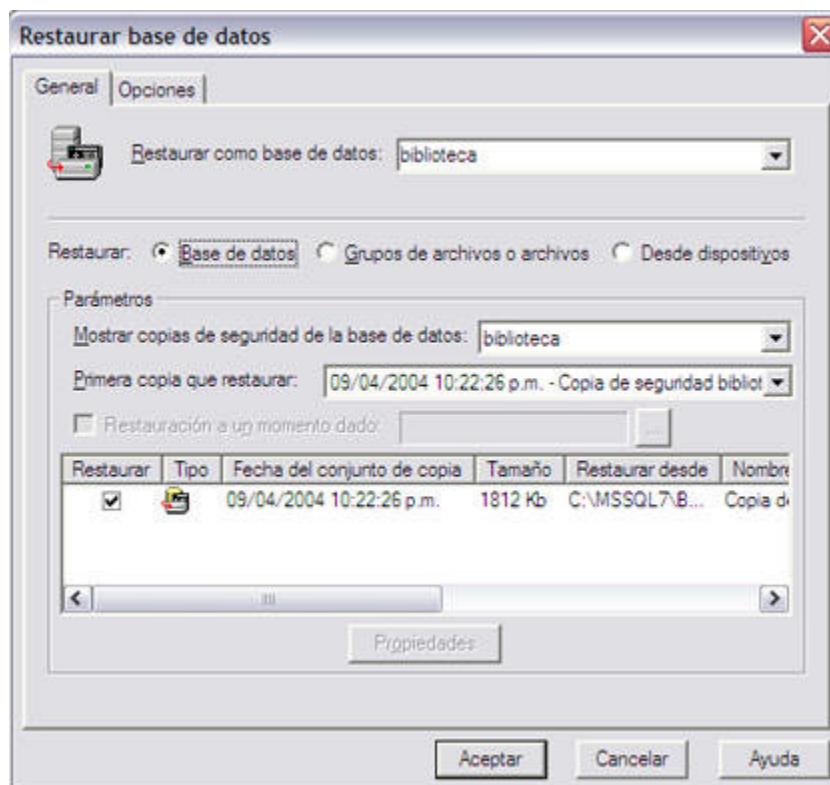 Restaurar base de datos
General Opciones
Restaurar como base de datos: biblioteca
Restaurar: Base de datos Grupos de archivos o archivos Desde dispositivos
Parámetros
Mostrar copias de seguridad de la base de datos: biblioteca
Primera copia que restaurar: 09/04/2004 10:22:26 p.m. - Copia de seguridad bibliot
Restauración a un momento dado: ...
Restaurar Tipo Fecha del conjunto de copia Tamaño Restaurar desde Nombre
09/04/2004 10:22:26 p.m. 1812 Kb C:\MSSQL7\B... Copia d
Propiedades
Aceptar Cancelar Ayuda